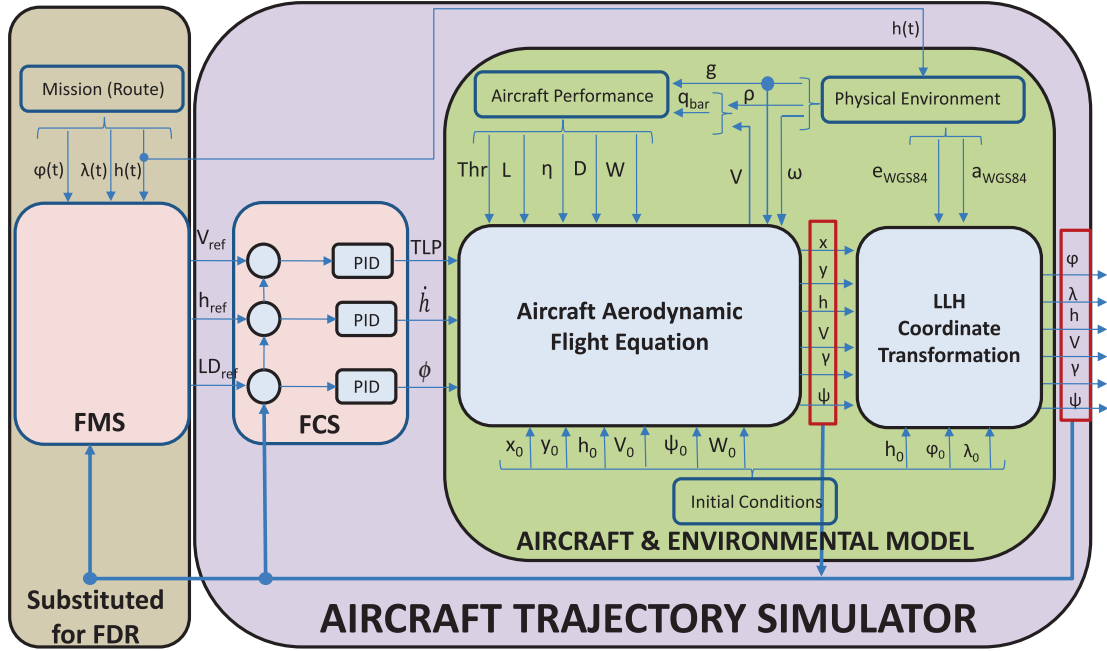 h(t)
Mission (Route)
φ(t) λ(t) h(t)
Aircraft Performance
g
q_bar
ρ
Physical Environment
Thr L η D W
V ω
e_WGS84 a_WGS84
V_ref
h_ref
LD_ref
FMS
PID
PID
PID
FCS
TLP
ḣ
ϕ
Aircraft Aerodynamic
Flight Equation
x
y
h
V
γ
ψ
LLH
Coordinate
Transformation
φ
λ
h
V
γ
ψ
x_0 y_0 h_0 V_0 ψ_0 W_0
h_0 φ_0 λ_0
Initial Conditions
AIRCRAFT & ENVIRONMENTAL MODEL
Substituted
for FDR
AIRCRAFT TRAJECTORY SIMULATOR